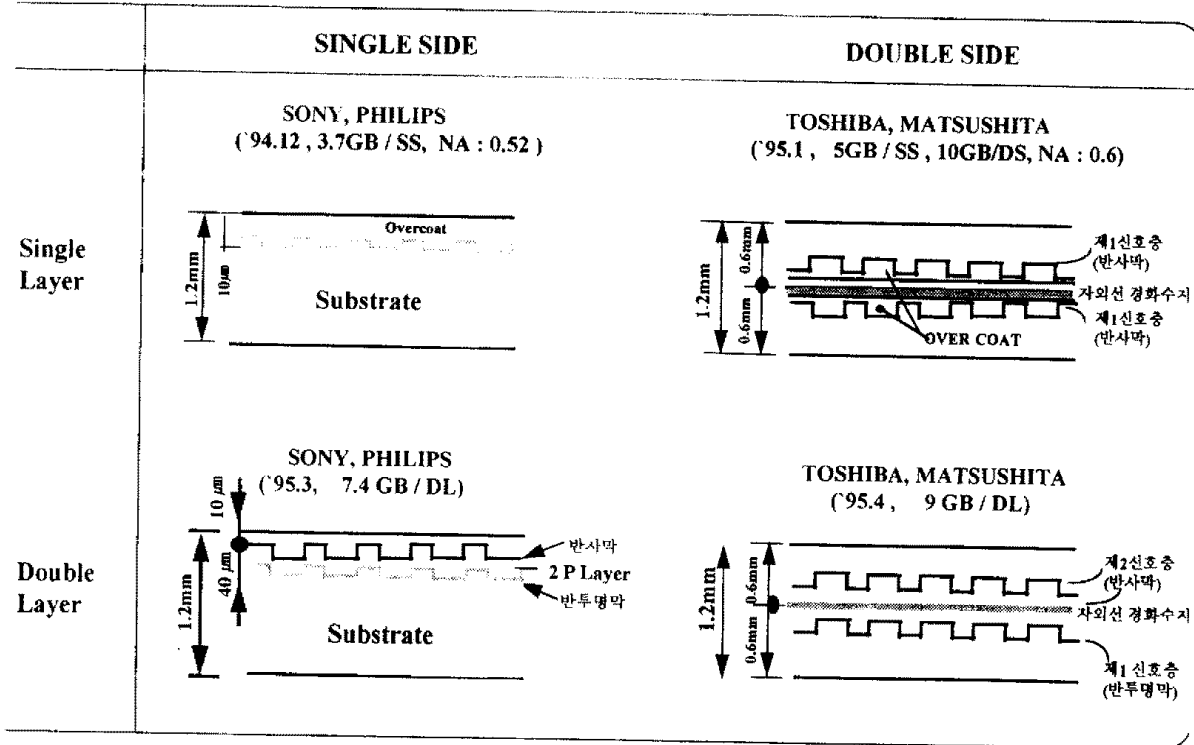 SINGLE SIDE
DOUBLE SIDE
Single
Layer
SONY, PHILIPS
(`94.12 , 3.7GB / SS, NA : 0.52 )
1.2mm
10㎛
Overcoat
Substrate
TOSHIBA, MATSUSHITA
(`95.1 , 5GB / SS , 10GB/DS, NA : 0.6)
1.2mm
0.6mm
0.6mm
제1신호층
(반사막)
자외선 경화수지
제1신호층
(반사막)
OVER COAT
Double
Layer
SONY, PHILIPS
(`95.3, 7.4 GB / DL)
10 ㎛
40 ㎛
1.2mm
반사막
2 P Layer
반투명막
Substrate
TOSHIBA, MATSUSHITA
(`95.4 , 9 GB / DL)
1.2mm
0.6mm
0.6mm
제2신호층
(반사막)
자외선 경화수지
제1 신호층
(반투명막)